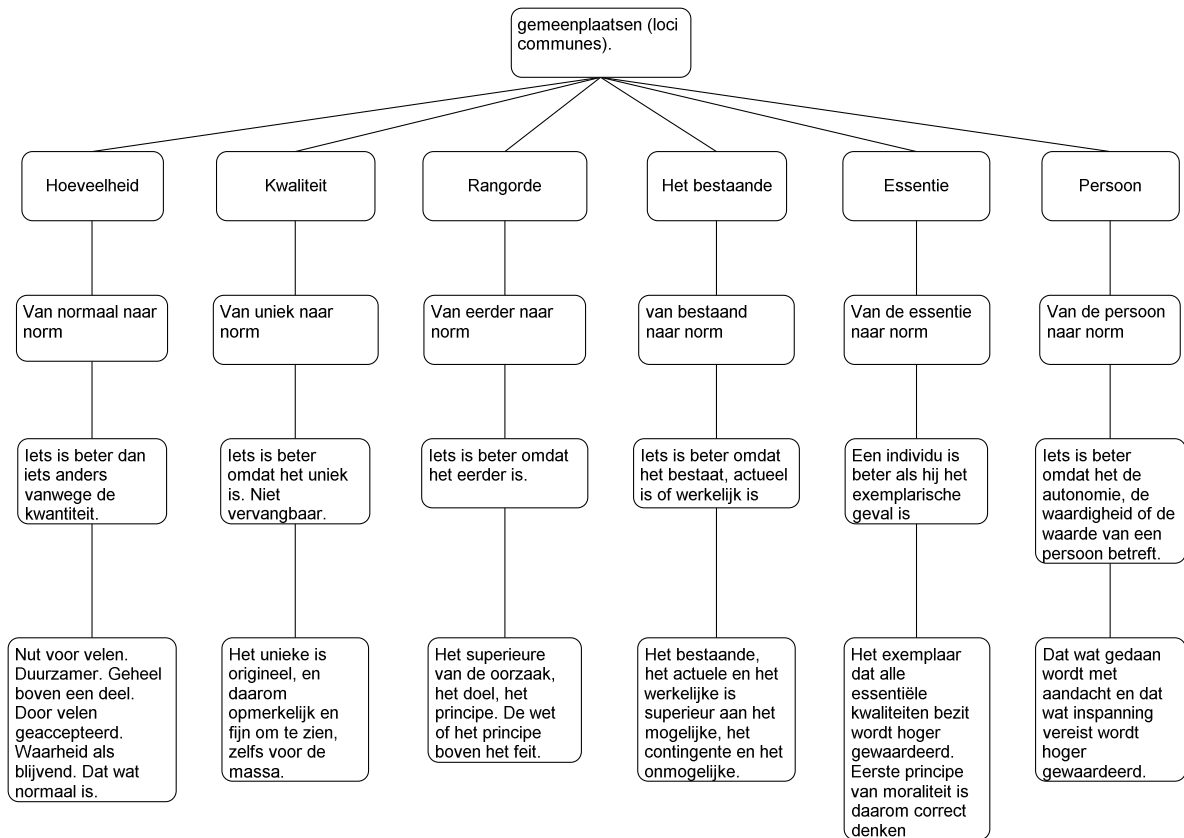 gemeenplaatsen (loci
communes).
Hoeveelheid
Kwaliteit
Rangorde
Het bestaande
Essentie
Persoon
Van normaal naar
norm
Van uniek naar
norm
Van eerder naar
norm
van bestaand
naar norm
Van de essentie
naar norm
Van de persoon
naar norm
Iets is beter dan
iets anders
vanwege de
kwantiteit.
Iets is beter
omdat het uniek
is. Niet
vervangbaar.
Iets is beter omdat
het eerder is.
Iets is beter omdat
het bestaat, actueel
is of werkelijk is
Een individu is
beter als hij het
exemplarische
geval is
Iets is beter
omdat het de
autonomie, de
waardigheid of de
waarde van een
persoon betreft.
Nut voor velen.
Duurzamer. Geheel
boven een deel.
Door velen
geaccepteerd.
Waarheid als
blijvend. Dat wat
normaal is.
Het unieke is
origineel, en
daarom
opmerkelijk en
fijn om te zien,
zelfs voor de
massa.
Het superieure
van de oorzaak,
het doel, het
principe. De wet
of het principe
boven het feit.
Het bestaande,
het actuele en het
werkelijke is
superieur aan het
mogelijke, het
contingente en het
onmogelijke.
Het exemplaar
dat alle
essentiële
kwaliteiten bezit
wordt hoger
gewaardeerd.
Eerste principe
van moraliteit is
daarom correct
denken
Dat wat gedaan
wordt met
aandacht en dat
wat inspanning
vereist wordt
hoger
gewaardeerd.